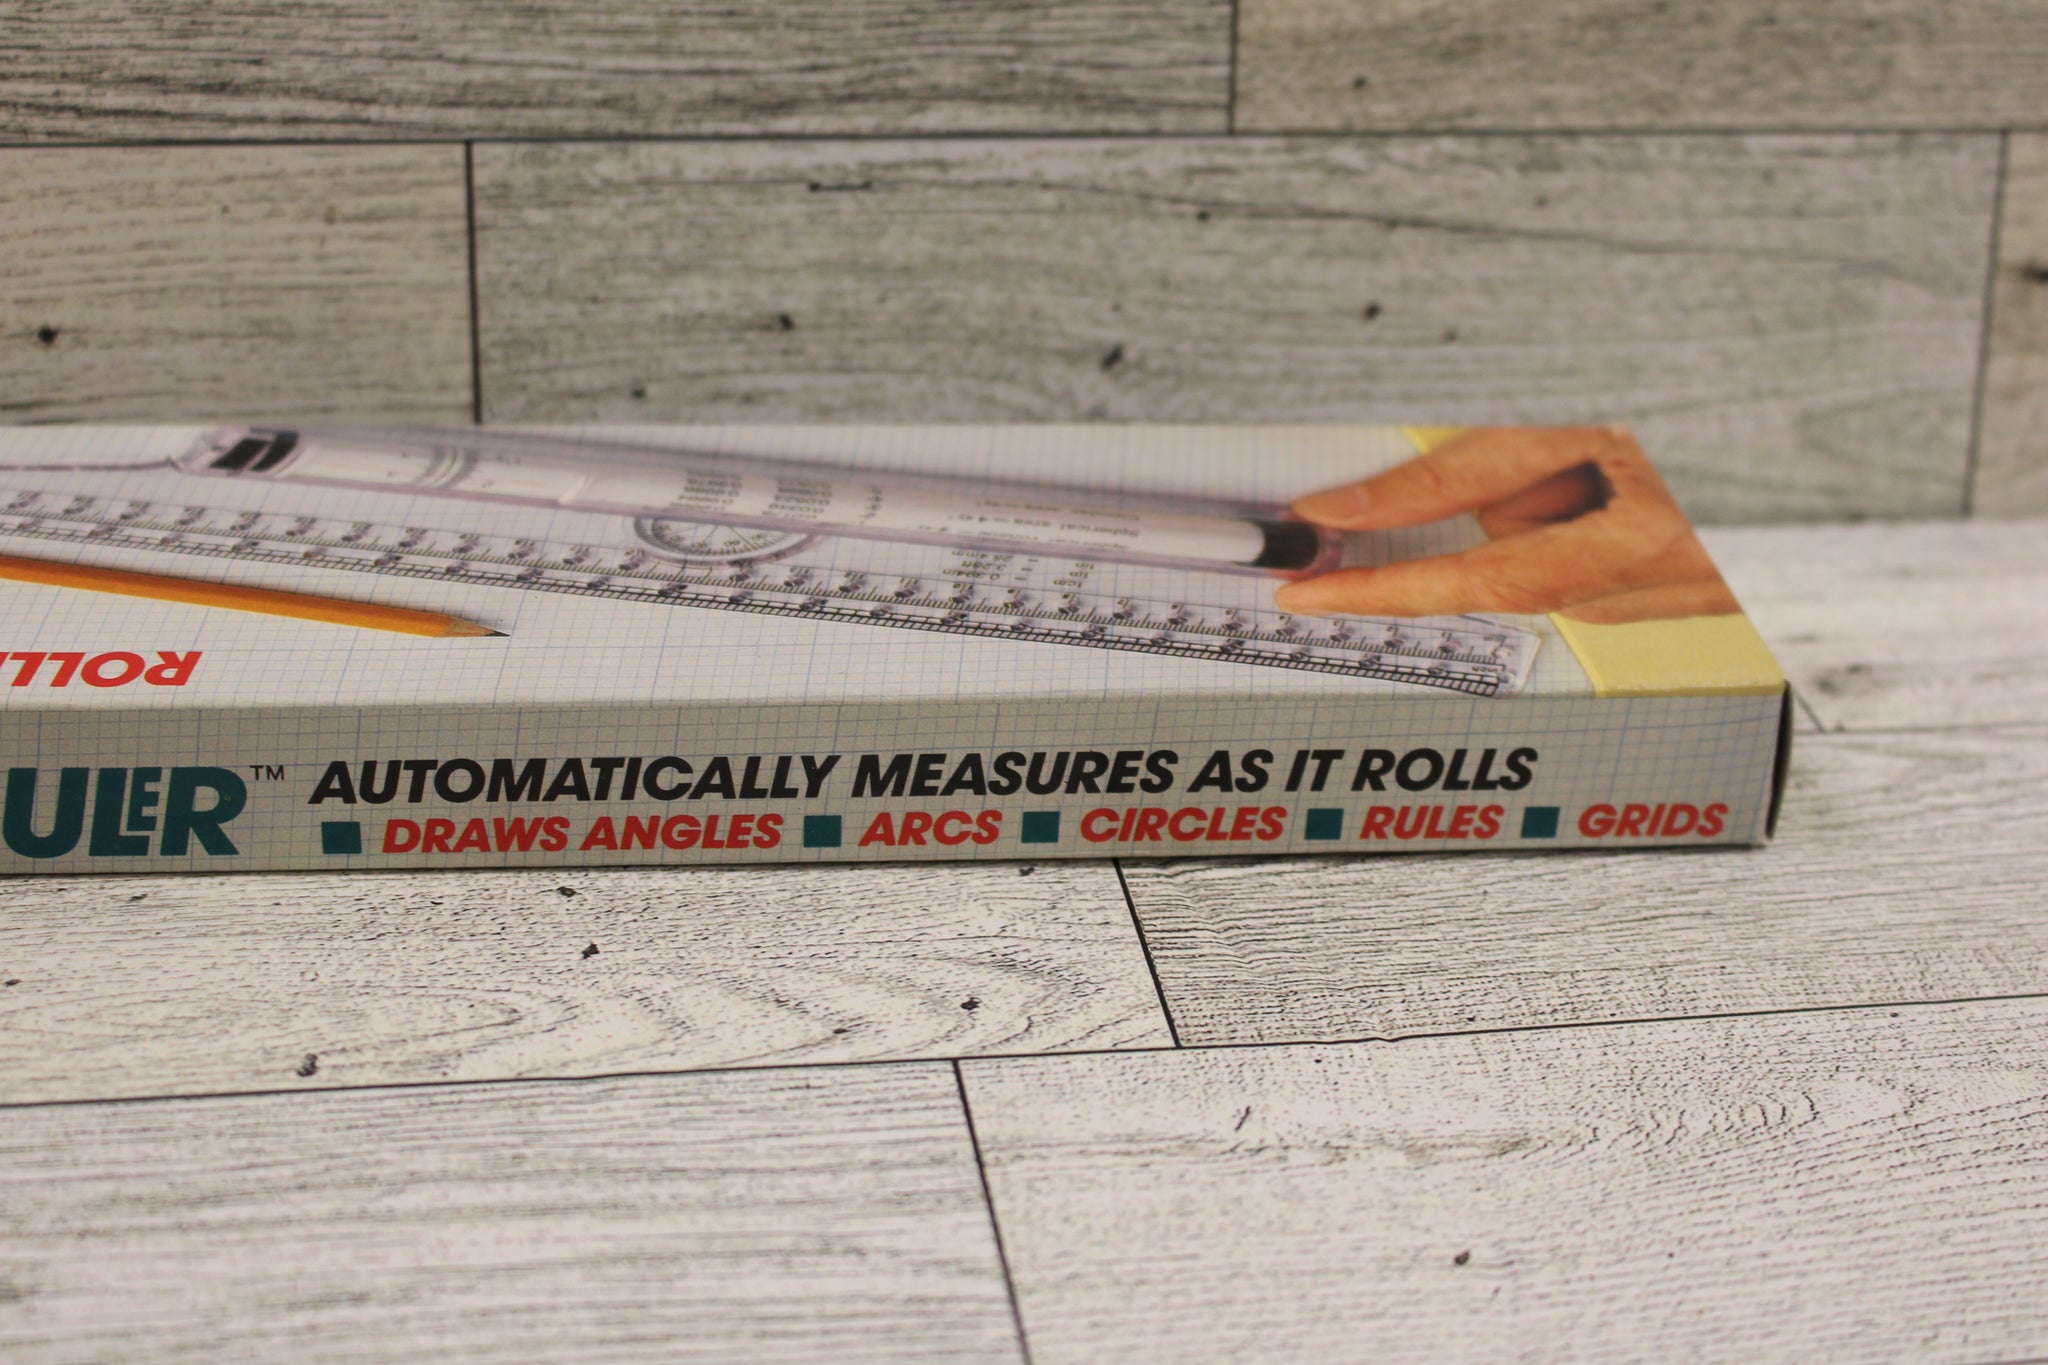 ROLL
ULER™ AUTOMATICALLY MEASURES AS IT ROLLS
■ DRAWS ANGLES ■ ARCS ■ CIRCLES ■ RULES ■ GRIDS